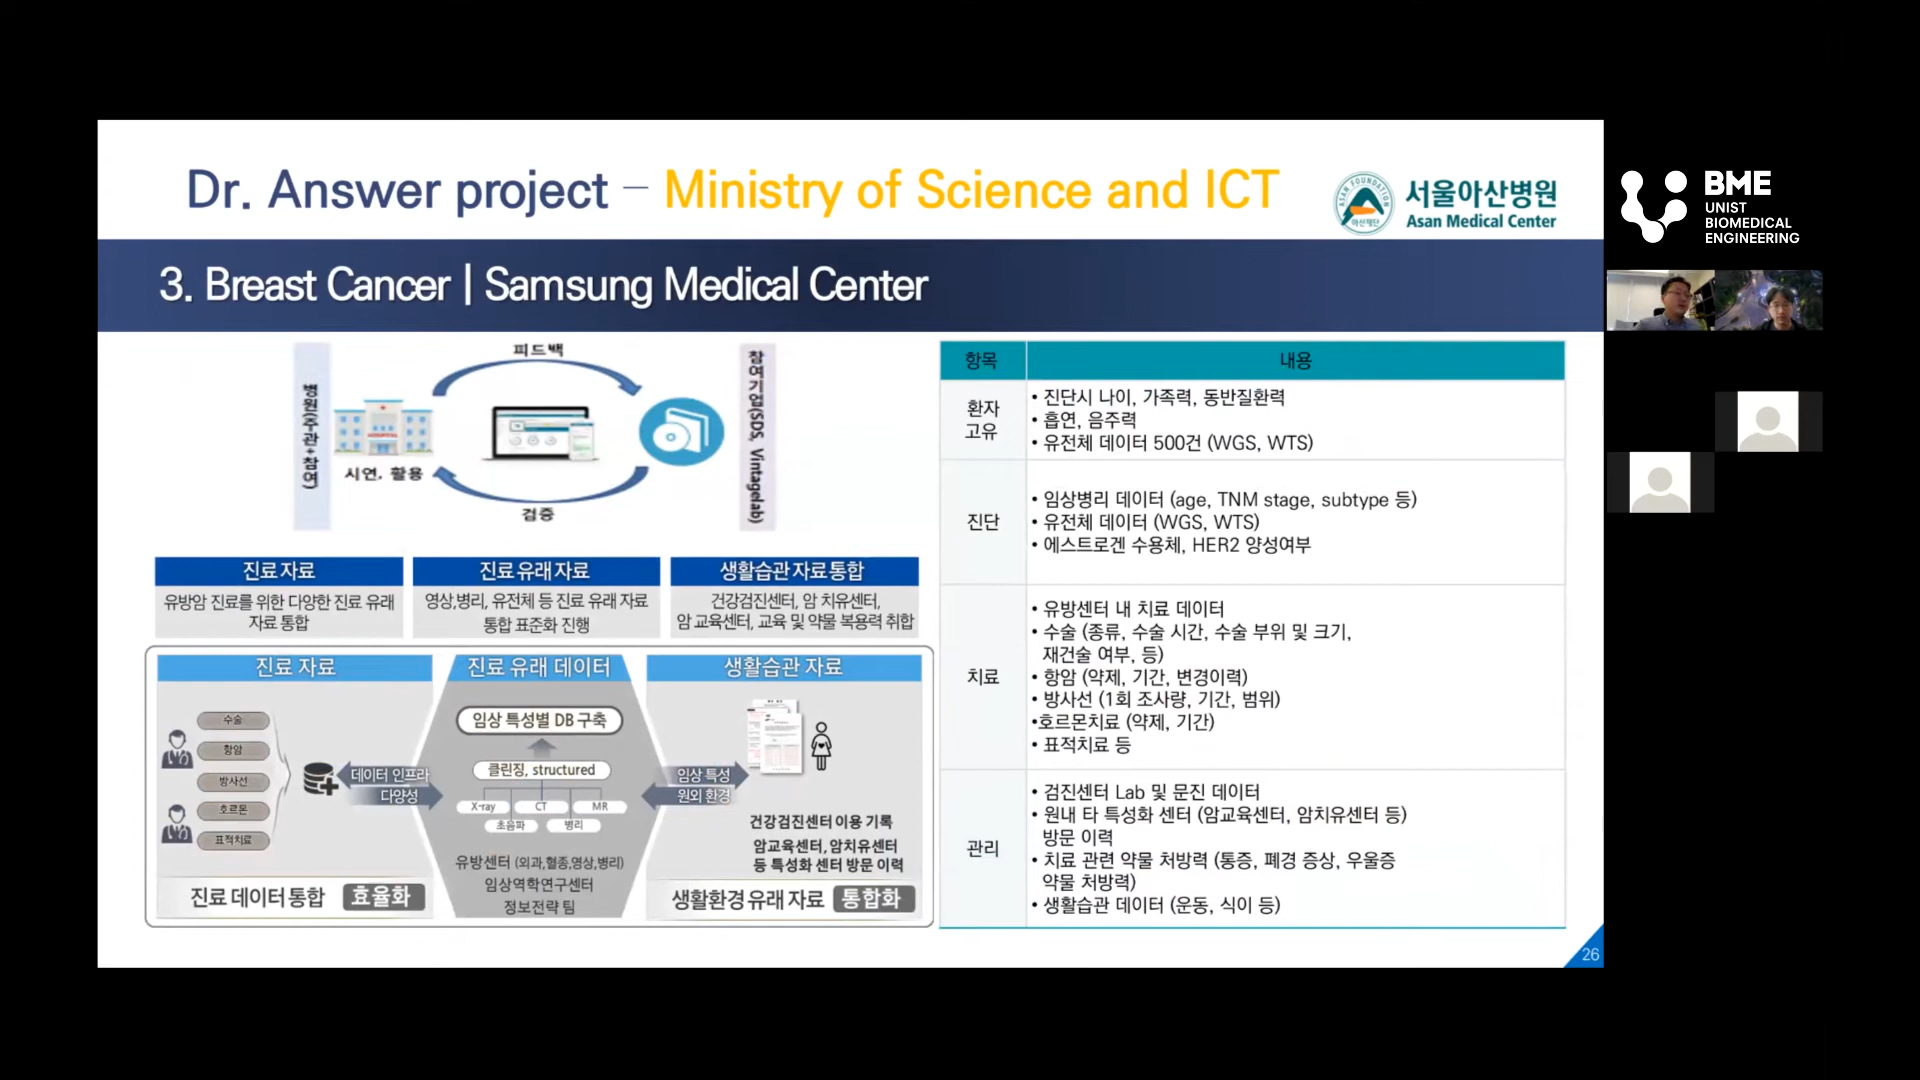 Dr. Answer project – Ministry of Science and ICT
ASAN FOUNDATION
아산재단
서울아산병원
Asan Medical Center
BME
UNIST
BIOMEDICAL
ENGINEERING
3. Breast Cancer | Samsung Medical Center
병원(주관+참여)
피드백
시연, 활용
검증
참여기업(SDS, Vintagelab)
진료 자료
유방암 진료를 위한 다양한 진료 유래
자료 통합
진료 유래 자료
영상,병리, 유전체 등 진료 유래 자료
통합 표준화 진행
생활습관 자료 통합
건강검진센터, 암 치유센터,
암 교육센터, 교육 및 약물 복용력 취합
진료 자료
수술
항암
방사선
호르몬
표적치료
데이터 인프라
다양성
진료 데이터 통합 효율화
진료 유래 데이터
임상 특성별 DB 구축
클린징, structured
X-ray CT MR
초음파 병리
유방센터 (외과,혈종,영상,병리)
임상역학연구센터
정보전략 팀
생활습관 자료
임상 특성
원외 환경
건강검진센터 이용 기록
암교육센터, 암치유센터
등 특성화 센터 방문 이력
생활환경 유래 자료 통합화
항목 내용
환자
고유
• 진단시 나이, 가족력, 동반질환력
• 흡연, 음주력
• 유전체 데이터 500건 (WGS, WTS)
진단
• 임상병리 데이터 (age, TNM stage, subtype 등)
• 유전체 데이터 (WGS, WTS)
• 에스트로겐 수용체, HER2 양성여부
치료
• 유방센터 내 치료 데이터
• 수술 (종류, 수술 시간, 수술 부위 및 크기,
재건술 여부, 등)
• 항암 (약제, 기간, 변경이력)
• 방사선 (1회 조사량, 기간, 범위)
•호르몬치료 (약제, 기간)
• 표적치료 등
관리
• 검진센터 Lab 및 문진 데이터
• 원내 타 특성화 센터 (암교육센터, 암치유센터 등)
방문 이력
• 치료 관련 약물 처방력 (통증, 폐경 증상, 우울증
약물 처방력)
• 생활습관 데이터 (운동, 식이 등)
26